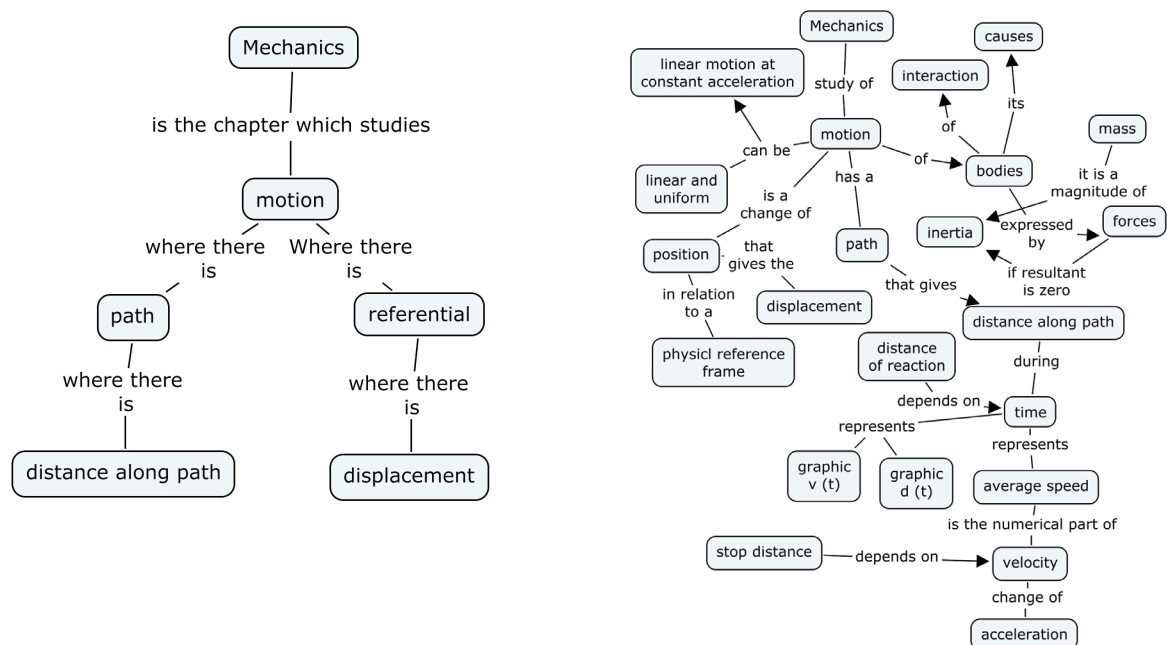 Mechanics
is the chapter which studies
motion
where there
is
Where there
is
path
referential
where there
is
where there
is
distance along path
displacement
Mechanics
causes
linear motion at
constant acceleration
interaction
study of
its
of
mass
motion
can be
of
bodies
it is a
magnitude of
linear and
uniform
has a
is a
change of
inertia
expressed
by
forces
position
that
gives the
path
if resultant
is zero
in relation
to a
displacement
that gives
distance along path
physicl reference
frame
distance
of reaction
during
depends on
time
represents
represents
graphic
v (t)
graphic
d (t)
average speed
is the numerical part of
stop distance
depends on
velocity
change of
acceleration